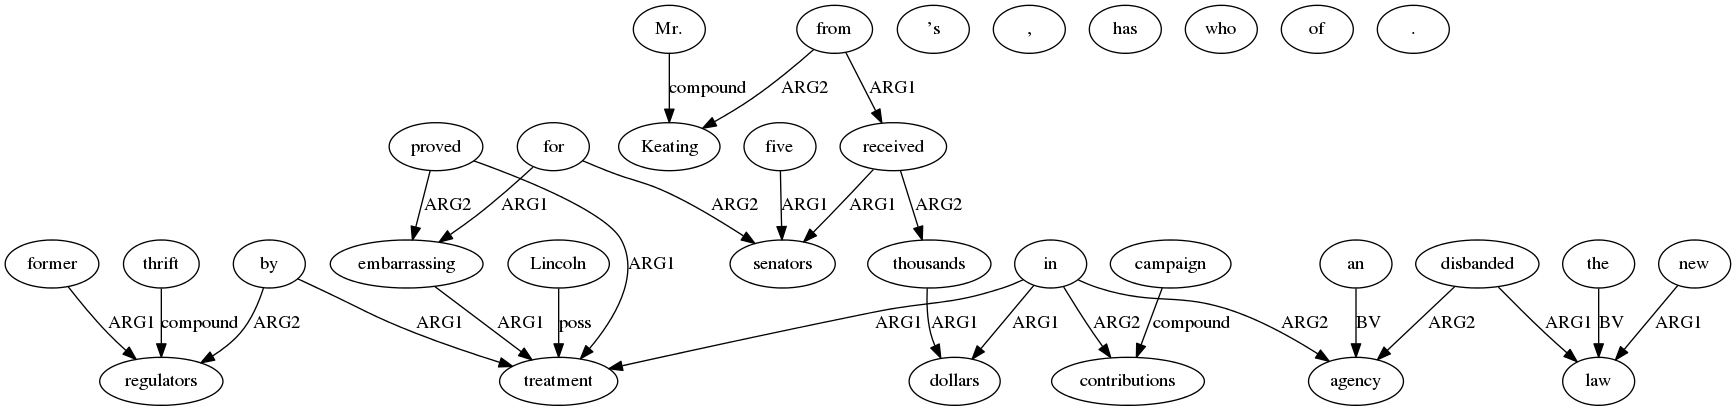 Mr. from 's , has who of .
compound ARG2 ARG1
proved for Keating five received
ARG2 ARG1 ARG2 ARG1 ARG1 ARG2
former thrift by embarrassing Lincoln ARG1 senators thousands in campaign an disbanded the new
ARG1 compound ARG2 ARG1 ARG1 poss ARG1 ARG1 ARG1 ARG2 compound ARG2 BV ARG2 ARG1 BV ARG1
regulators treatment dollars contributions agency law